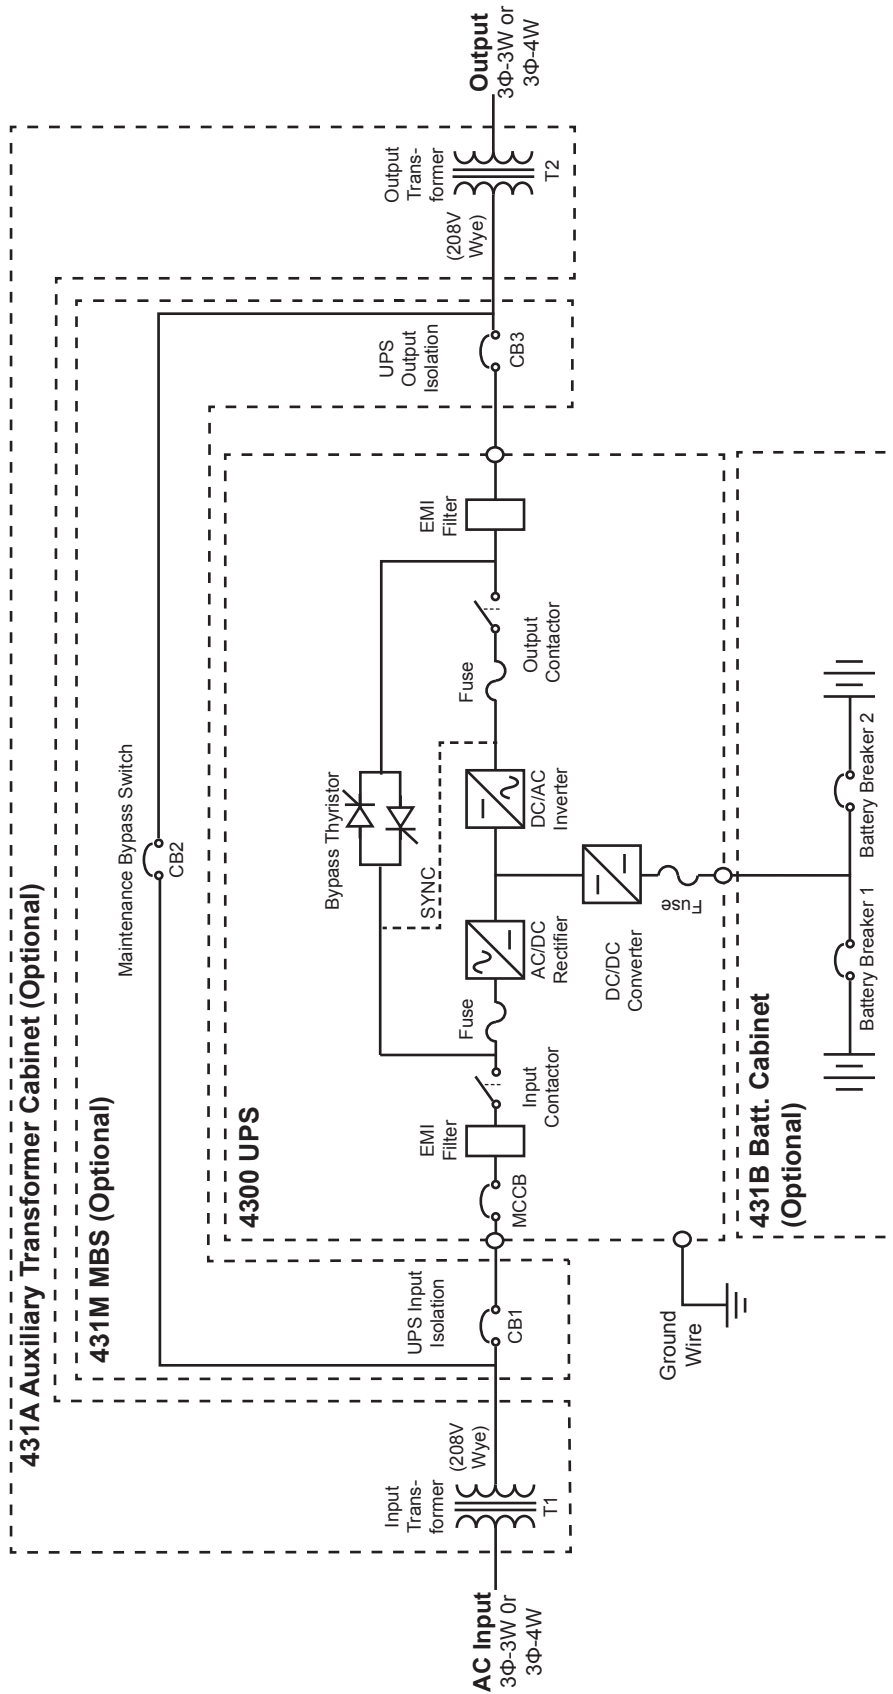 431A Auxiliary Transformer Cabinet (Optional)
431M MBS (Optional)
Maintenance Bypass Switch
CB2
4300 UPS
AC Input
3Φ-3W 0r
3Φ-4W
Input
Trans-
former
T1
(208V
Wye)
UPS Input
Isolation
CB1
MCCB
EMI
Filter
Input
Contactor
Fuse
AC/DC
Rectifier
SYNC
Bypass Thyristor
DC/AC
Inverter
Fuse
Output
Contactor
EMI
Filter
UPS
Output
Isolation
CB3
(208V
Wye)
Output
Trans-
former
T2
Output
3Φ-3W or
3Φ-4W
DC/DC
Converter
Fuse
Ground
Wire
431B Batt. Cabinet
(Optional)
Battery Breaker 1
Battery Breaker 2